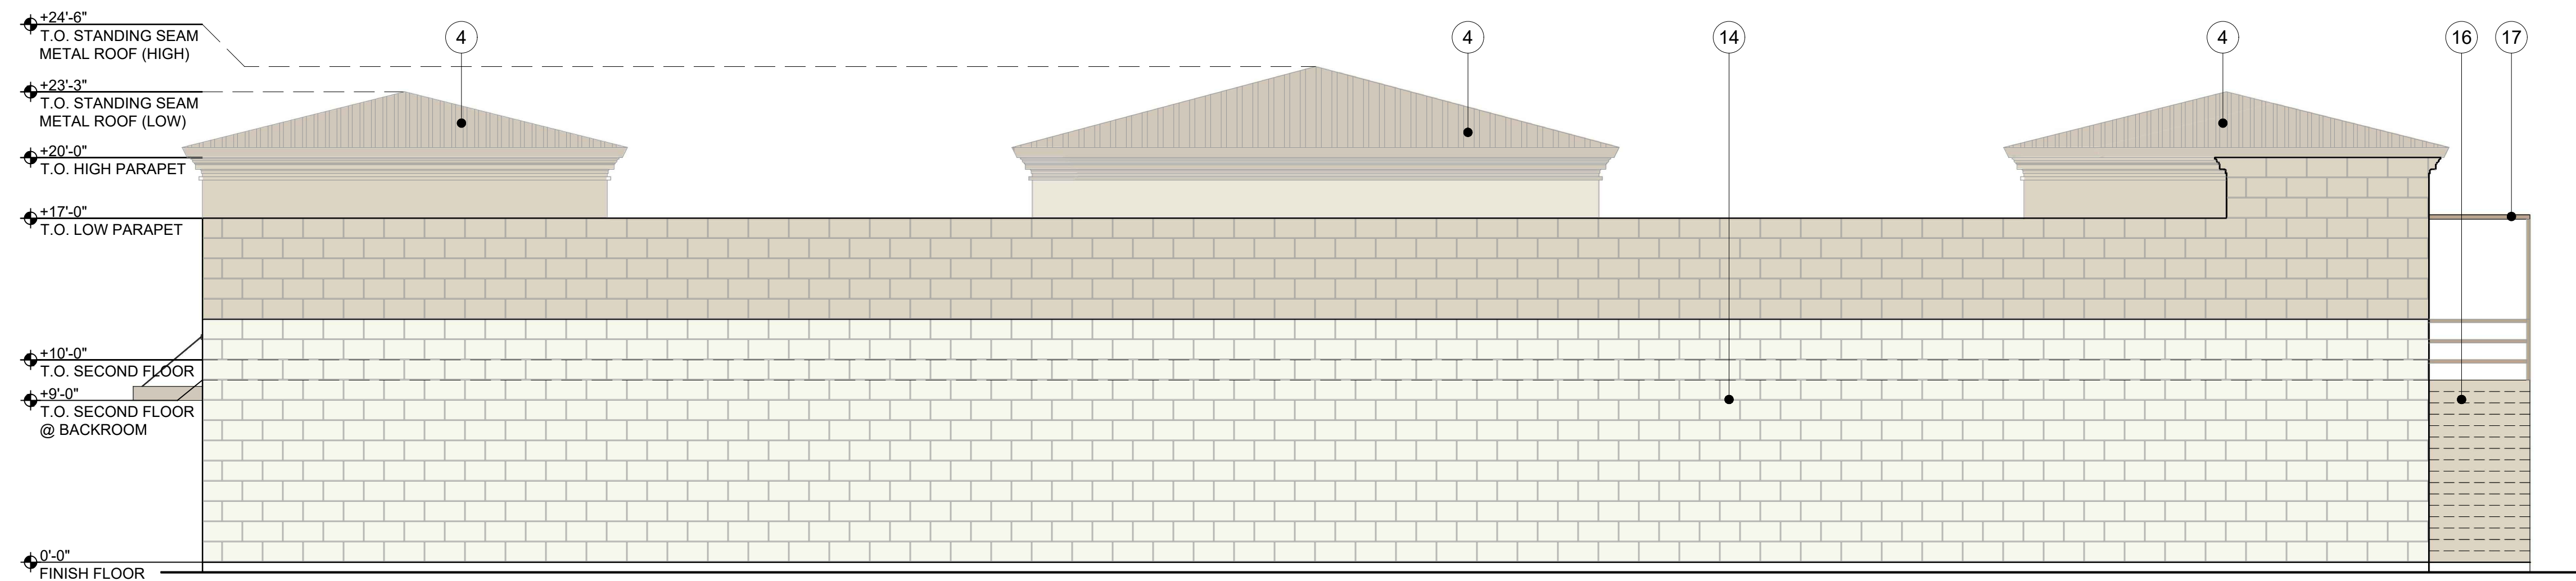 +24'-6"
T.O. STANDING SEAM
METAL ROOF (HIGH)
4
4
14
4
16
17
+23'-3"
T.O. STANDING SEAM
METAL ROOF (LOW)
+20'-0"
T.O. HIGH PARAPET
+17'-0"
T.O. LOW PARAPET
+10'-0"
T.O. SECOND FLOOR
+9'-0"
T.O. SECOND FLOOR
@ BACKROOM
0'-0"
FINISH FLOOR